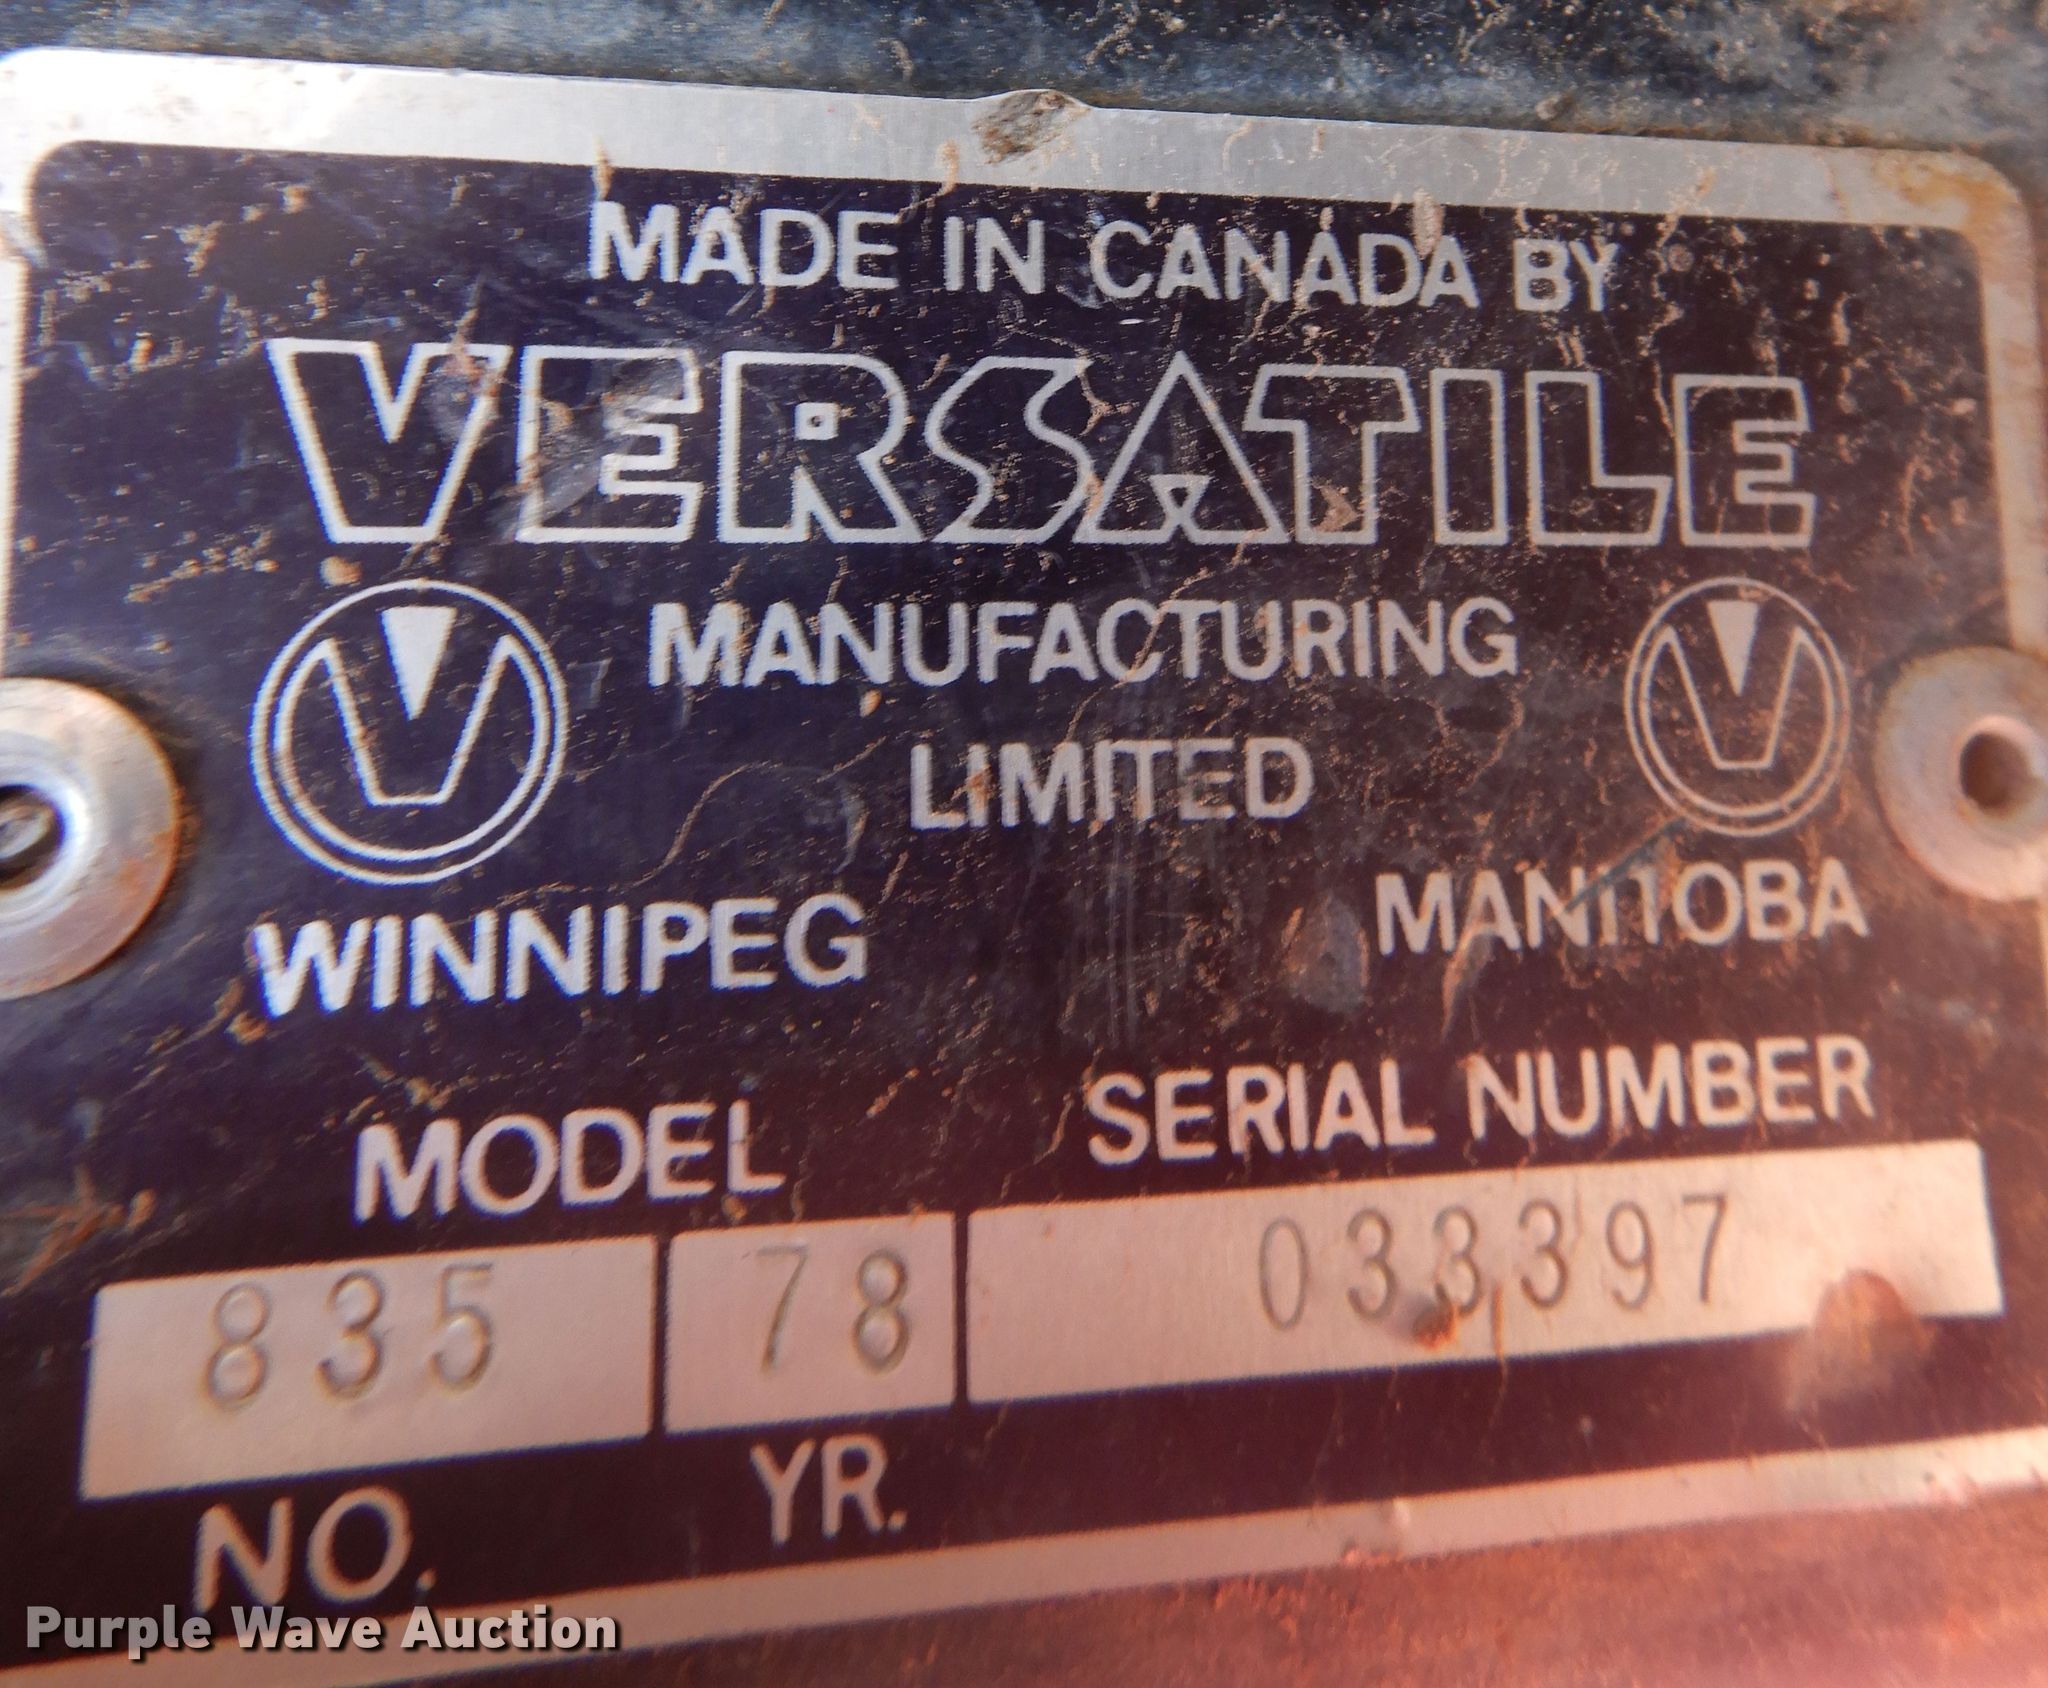 MADE IN CANADA BY
VERSATILE
MANUFACTURING
LIMITED
WINNIPEG MANITOBA
MODEL SERIAL NUMBER
835 78 033397
NO. YR.
Purple Wave Auction